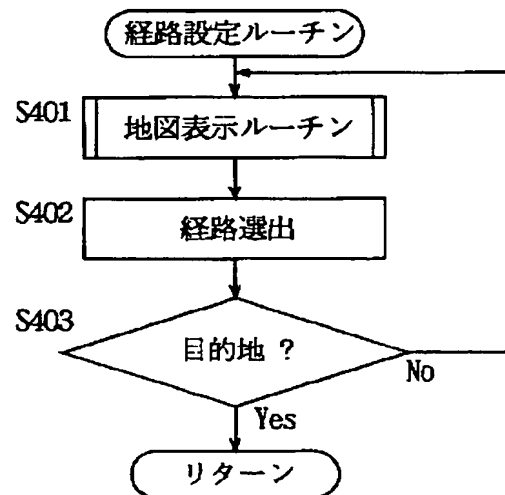 経路設定ルーチン
S401
地図表示ルーチン
S402
経路選出
S403
目的地 ?
No
Yes
リターン